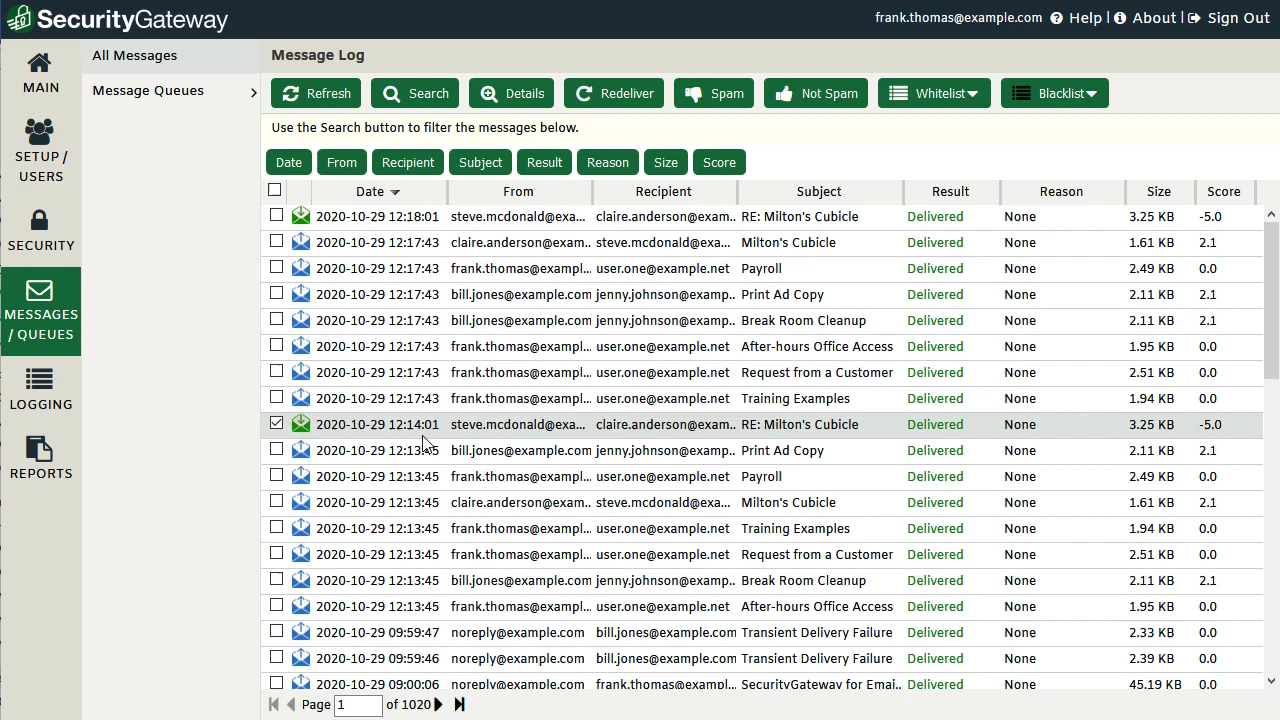 SecurityGateway
frank.thomas@example.com Help | About | Sign Out
MAIN
SETUP / USERS
SECURITY
MESSAGES / QUEUES
LOGGING
REPORTS
All Messages
Message Queues
Message Log
Refresh Search Details Redeliver Spam Not Spam Whitelist Blacklist
Use the Search button to filter the messages below.
Date From Recipient Subject Result Reason Size Score
Date From Recipient Subject Result Reason Size Score
2020-10-29 12:18:01 steve.mcdonald@exa... claire.anderson@exam... RE: Milton's Cubicle Delivered None 3.25 KB -5.0
2020-10-29 12:17:43 claire.anderson@exam... steve.mcdonald@exa... Milton's Cubicle Delivered None 1.61 KB 2.1
2020-10-29 12:17:43 frank.thomas@exampl... user.one@example.net Payroll Delivered None 2.49 KB 0.0
2020-10-29 12:17:43 bill.jones@example.com jenny.johnson@examp... Print Ad Copy Delivered None 2.11 KB 2.1
2020-10-29 12:17:43 bill.jones@example.com jenny.johnson@examp... Break Room Cleanup Delivered None 2.11 KB 2.1
2020-10-29 12:17:43 frank.thomas@exampl... user.one@example.net After-hours Office Access Delivered None 1.95 KB 0.0
2020-10-29 12:17:43 frank.thomas@exampl... user.one@example.net Request from a Customer Delivered None 2.51 KB 0.0
2020-10-29 12:17:43 frank.thomas@exampl... user.one@example.net Training Examples Delivered None 1.94 KB 0.0
2020-10-29 12:14:01 steve.mcdonald@exa... claire.anderson@exam... RE: Milton's Cubicle Delivered None 3.25 KB -5.0
2020-10-29 12:13:45 bill.jones@example.com jenny.johnson@examp... Print Ad Copy Delivered None 2.11 KB 2.1
2020-10-29 12:13:45 frank.thomas@exampl... user.one@example.net Payroll Delivered None 2.49 KB 0.0
2020-10-29 12:13:45 claire.anderson@exam... steve.mcdonald@exa... Milton's Cubicle Delivered None 1.61 KB 2.1
2020-10-29 12:13:45 frank.thomas@exampl... user.one@example.net Training Examples Delivered None 1.94 KB 0.0
2020-10-29 12:13:45 frank.thomas@exampl... user.one@example.net Request from a Customer Delivered None 2.51 KB 0.0
2020-10-29 12:13:45 bill.jones@example.com jenny.johnson@examp... Break Room Cleanup Delivered None 2.11 KB 2.1
2020-10-29 12:13:45 frank.thomas@exampl... user.one@example.net After-hours Office Access Delivered None 1.95 KB 0.0
2020-10-29 09:59:47 noreply@example.com bill.jones@example.com Transient Delivery Failure Delivered None 2.33 KB 0.0
2020-10-29 09:59:46 noreply@example.com bill.jones@example.com Transient Delivery Failure Delivered None 2.39 KB 0.0
2020-10-29 09:00:06 noreply@example.com frank.thomas@exampl... SecurityGateway for Emai... Delivered None 45.19 KB 0.0
Page 1 of 1020